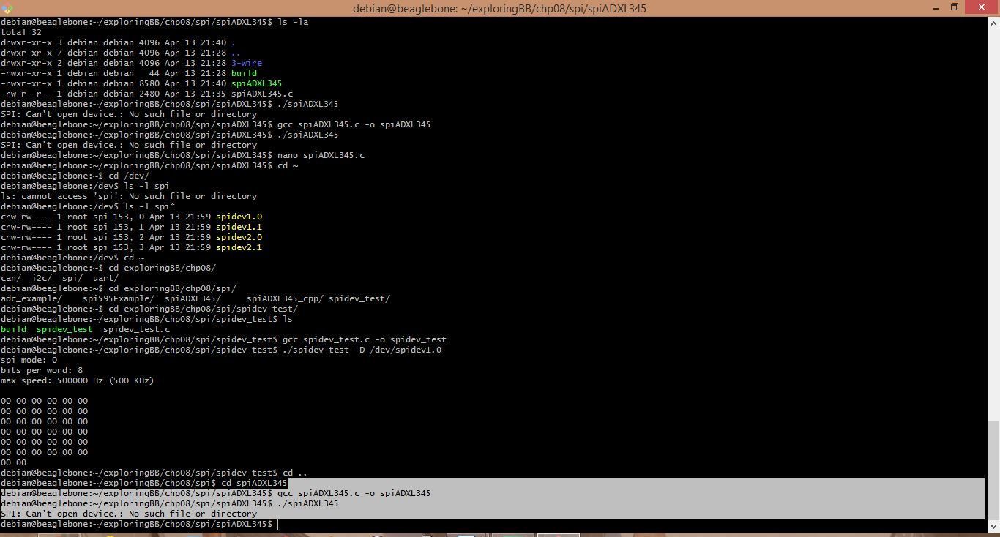 debian@beaglebone: ~/exploringBB/chp08/spi/spiADXL345
debian@beaglebone:~/exploringBB/chp08/spi/spiADXL345$ ls -la
total 32
drwxr-xr-x 3 debian debian 4096 Apr 13 21:40 .
drwxr-xr-x 7 debian debian 4096 Apr 13 21:28 ..
drwxr-xr-x 2 debian debian 4096 Apr 13 21:28 3-wire
-rwxr-xr-x 1 debian debian   44 Apr 13 21:28 build
-rwxr-xr-x 1 debian debian 8580 Apr 13 21:40 spiADXL345
-rw-r--r-- 1 debian debian 2480 Apr 13 21:35 spiADXL345.c
debian@beaglebone:~/exploringBB/chp08/spi/spiADXL345$ ./spiADXL345
SPI: Can't open device.: No such file or directory
debian@beaglebone:~/exploringBB/chp08/spi/spiADXL345$ gcc spiADXL345.c -o spiADXL345
debian@beaglebone:~/exploringBB/chp08/spi/spiADXL345$ ./spiADXL345
SPI: Can't open device.: No such file or directory
debian@beaglebone:~/exploringBB/chp08/spi/spiADXL345$ nano spiADXL345.c
debian@beaglebone:~/exploringBB/chp08/spi/spiADXL345$ cd ~
debian@beaglebone:~$ cd /dev/
debian@beaglebone:/dev$ ls -l spi
ls: cannot access 'spi': No such file or directory
debian@beaglebone:/dev$ ls -l spi*
crw-rw---- 1 root spi 153, 0 Apr 13 21:59 spidev1.0
crw-rw---- 1 root spi 153, 1 Apr 13 21:59 spidev1.1
crw-rw---- 1 root spi 153, 2 Apr 13 21:59 spidev2.0
crw-rw---- 1 root spi 153, 3 Apr 13 21:59 spidev2.1
debian@beaglebone:/dev$ cd ~
debian@beaglebone:~$ cd exploringBB/chp08/
can/  i2c/  spi/  uart/
debian@beaglebone:~$ cd exploringBB/chp08/spi/
adc_example/    spi595Example/  spiADXL345/     spiADXL345_cpp/ spidev_test/
debian@beaglebone:~$ cd exploringBB/chp08/spi/spidev_test/
debian@beaglebone:~/exploringBB/chp08/spi/spidev_test$ ls
build  spidev_test  spidev_test.c
debian@beaglebone:~/exploringBB/chp08/spi/spidev_test$ gcc spidev_test.c -o spidev_test
debian@beaglebone:~/exploringBB/chp08/spi/spidev_test$ ./spidev_test -D /dev/spidev1.0
spi mode: 0
bits per word: 8
max speed: 500000 Hz (500 KHz)
00 00 00 00 00 00
00 00 00 00 00 00
00 00 00 00 00 00
00 00 00 00 00 00
00 00 00 00 00 00
00 00 00 00 00 00
00 00
debian@beaglebone:~/exploringBB/chp08/spi/spidev_test$ cd ..
debian@beaglebone:~/exploringBB/chp08/spi$ cd spiADXL345
debian@beaglebone:~/exploringBB/chp08/spi/spiADXL345$ gcc spiADXL345.c -o spiADXL345
debian@beaglebone:~/exploringBB/chp08/spi/spiADXL345$ ./spiADXL345
SPI: Can't open device.: No such file or directory
debian@beaglebone:~/exploringBB/chp08/spi/spiADXL345$